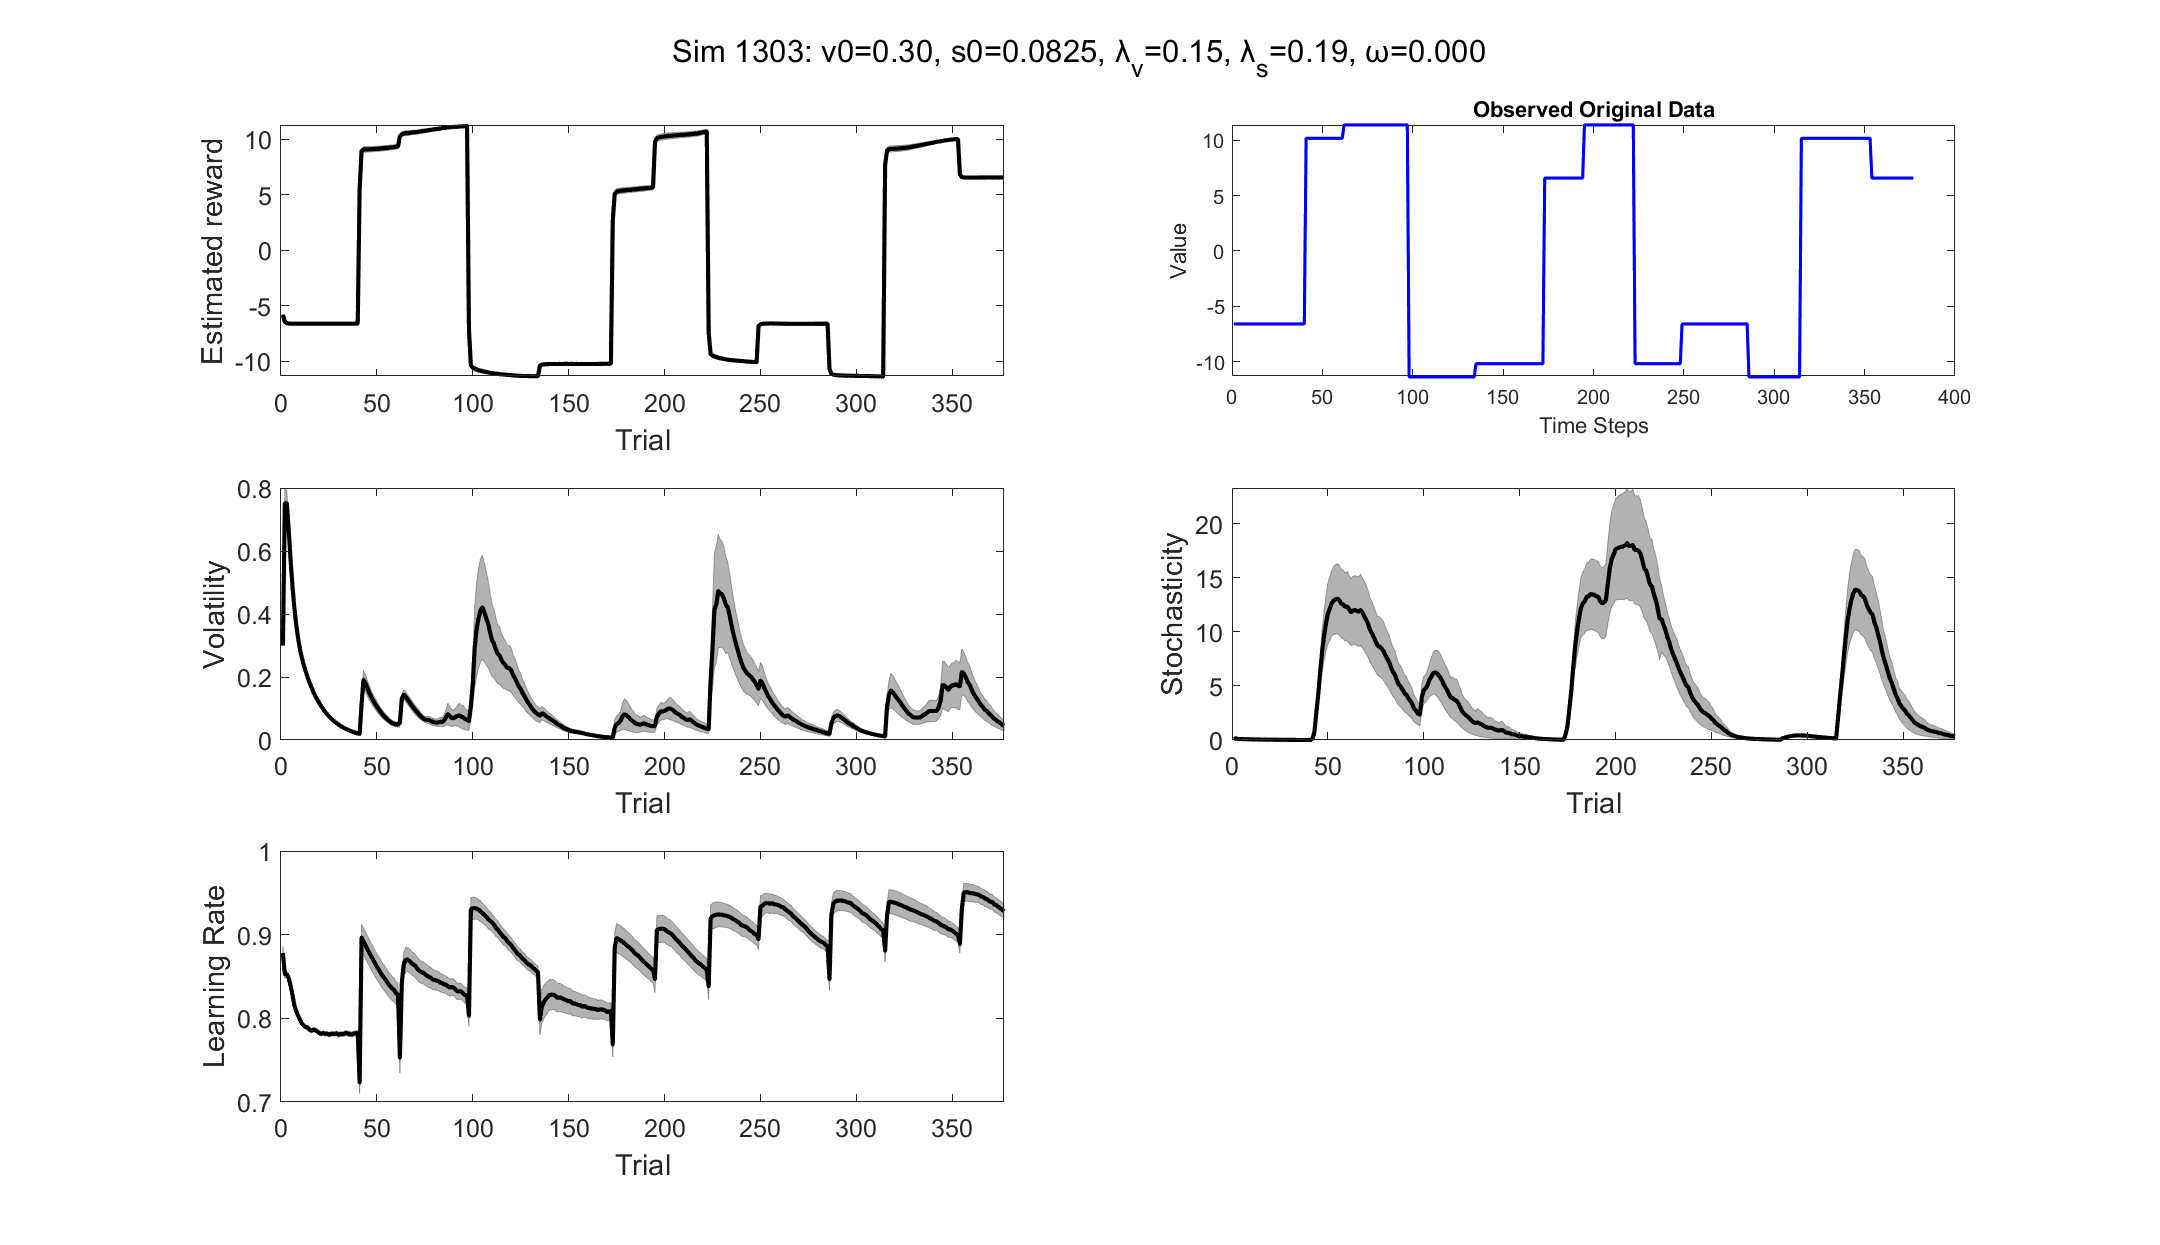 Sim 1303: v0=0.30, s0=0.0825, λv=0.15, λs=0.19, ω=0.000
Estimated reward
10
5
0
-5
-10
0 50 100 150 200 250 300 350
Trial
Observed Original Data
Value
10
5
0
-5
-10
0 50 100 150 200 250 300 350 400
Time Steps
Volatility
0.8
0.6
0.4
0.2
0
0 50 100 150 200 250 300 350
Trial
Stochasticity
20
15
10
5
0
0 50 100 150 200 250 300 350
Trial
Learning Rate
1
0.9
0.8
0.7
0 50 100 150 200 250 300 350
Trial